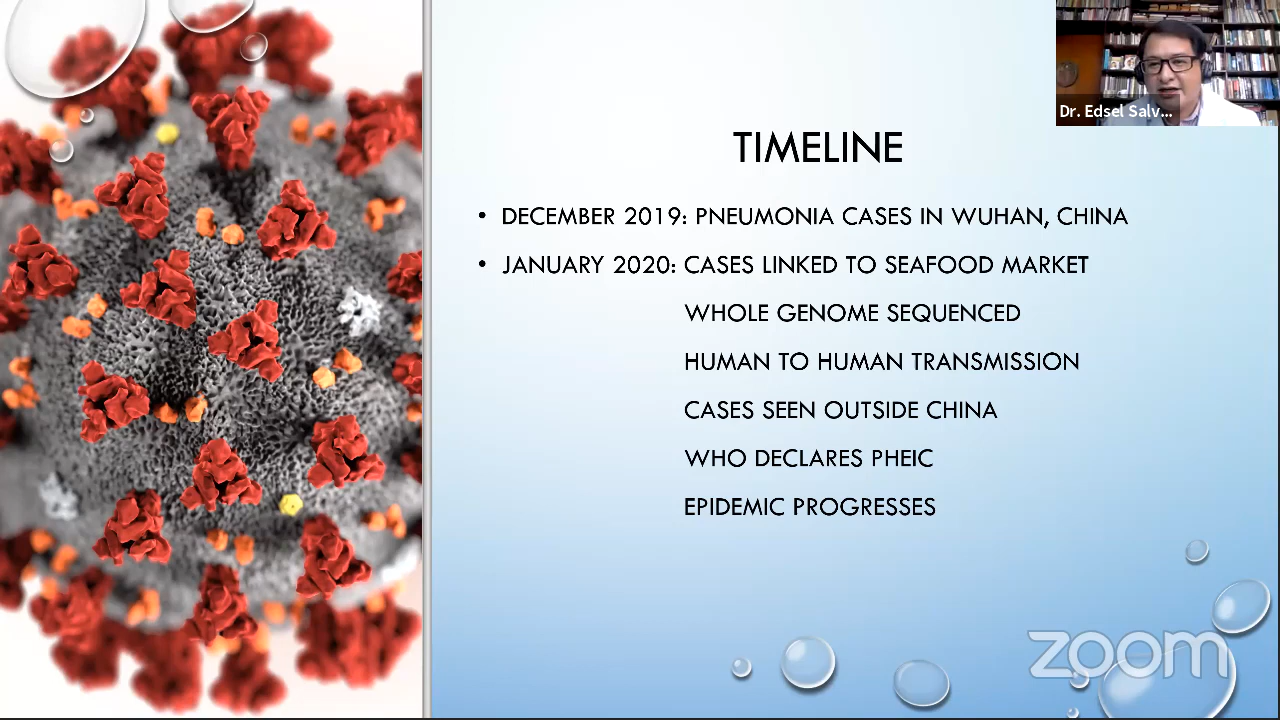 Dr. Edsel Salv...
TIMELINE
• DECEMBER 2019: PNEUMONIA CASES IN WUHAN, CHINA
• JANUARY 2020: CASES LINKED TO SEAFOOD MARKET
WHOLE GENOME SEQUENCED
HUMAN TO HUMAN TRANSMISSION
CASES SEEN OUTSIDE CHINA
WHO DECLARES PHEIC
EPIDEMIC PROGRESSES
zoom